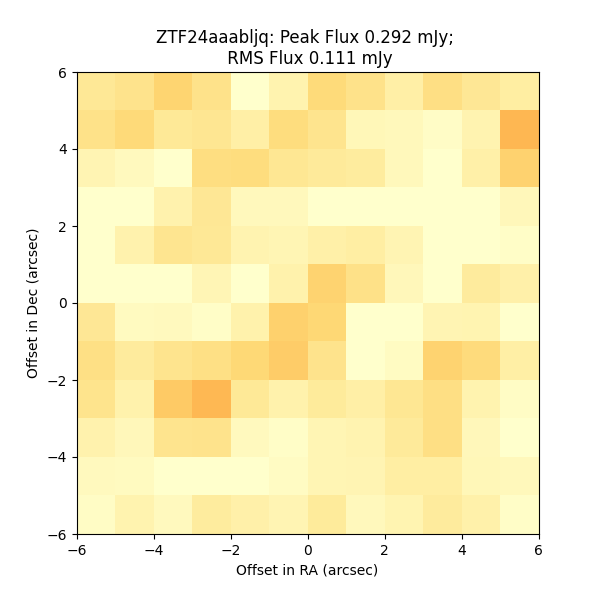 ZTF24aaabljq: Peak Flux 0.292 mJy;
RMS Flux 0.111 mJy
6
4
2
0
−2
−4
−6
Offset in Dec (arcsec)
−6 −4 −2 0 2 4 6
Offset in RA (arcsec)